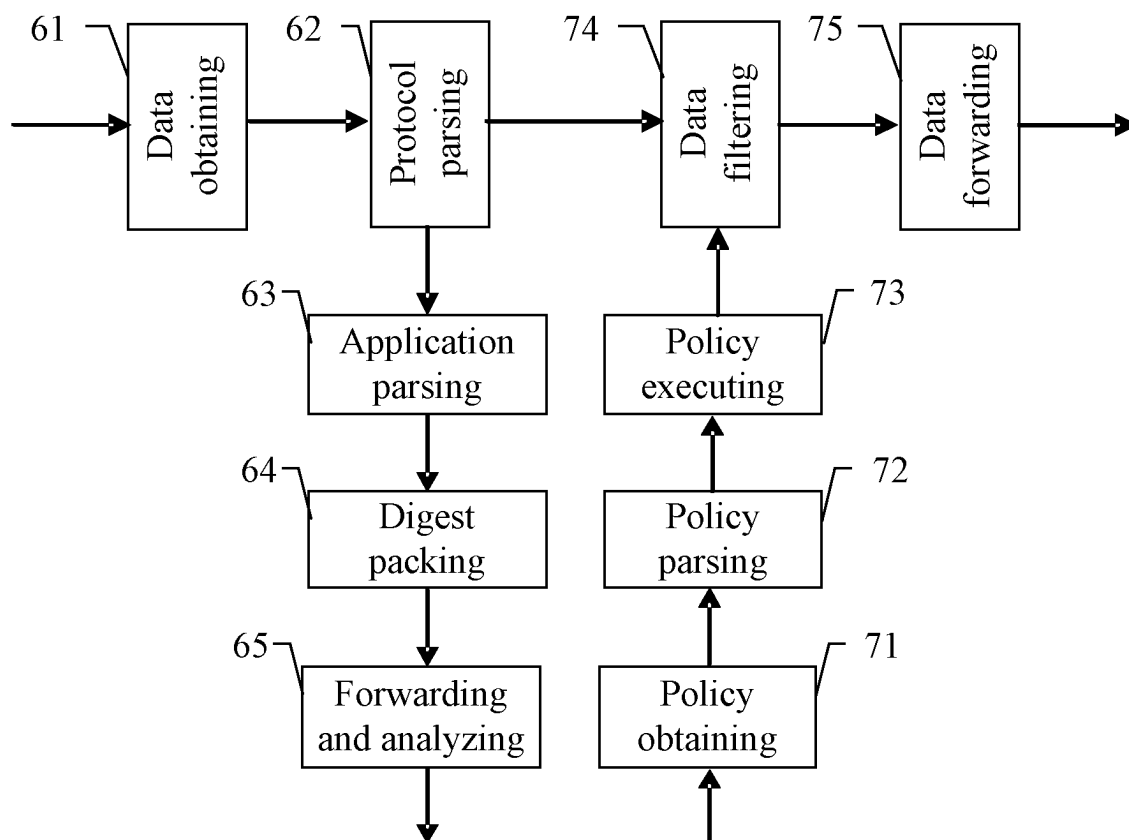 61
Data
obtaining
62
Protocol
parsing
74
Data
filtering
75
Data
forwarding
63
Application
parsing
73
Policy
executing
64
Digest
packing
72
Policy
parsing
65
Forwarding
and analyzing
71
Policy
obtaining